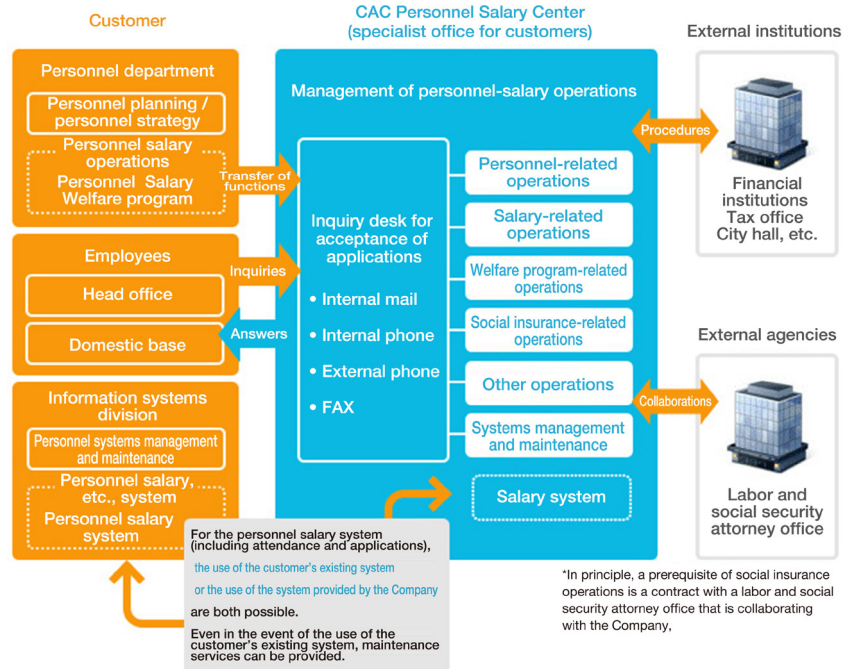 Customer
Personnel department
Personnel planning /
personnel strategy
Personnel salary
operations
Personnel Salary
Welfare program
Transfer of
functions
Employees
Head office
Domestic base
Inquiries
Answers
Information systems
division
Personnel systems management
and maintenance
Personnel salary,
etc., system
Personnel salary
system
CAC Personnel Salary Center
(specialist office for customers)
Management of personnel-salary operations
Inquiry desk for
acceptance of
applications
• Internal mail
• Internal phone
• External phone
• FAX
Personnel-related
operations
Salary-related
operations
Welfare program-related
operations
Social insurance-related
operations
Other operations
Systems management
and maintenance
Salary system
For the personnel salary system
(including attendance and applications),
the use of the customer's existing system
or the use of the system provided by the Company
are both possible.
Even in the event of the use of the
customer's existing system, maintenance
services can be provided.
External institutions
Procedures
Financial
institutions
Tax office
City hall, etc.
External agencies
Collaborations
Labor and
social security
attorney office
*In principle, a prerequisite of social insurance
operations is a contract with a labor and social
security attorney office that is collaborating
with the Company,